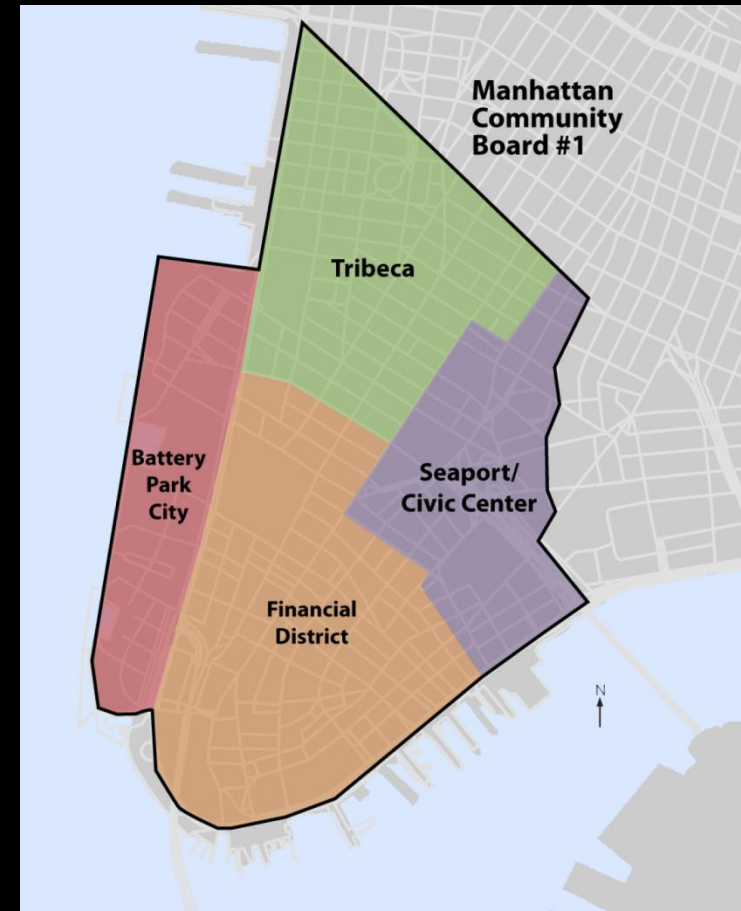 Manhattan
Community
Board #1
Tribeca
Battery
Park
City
Seaport/
Civic Center
Financial
District
N